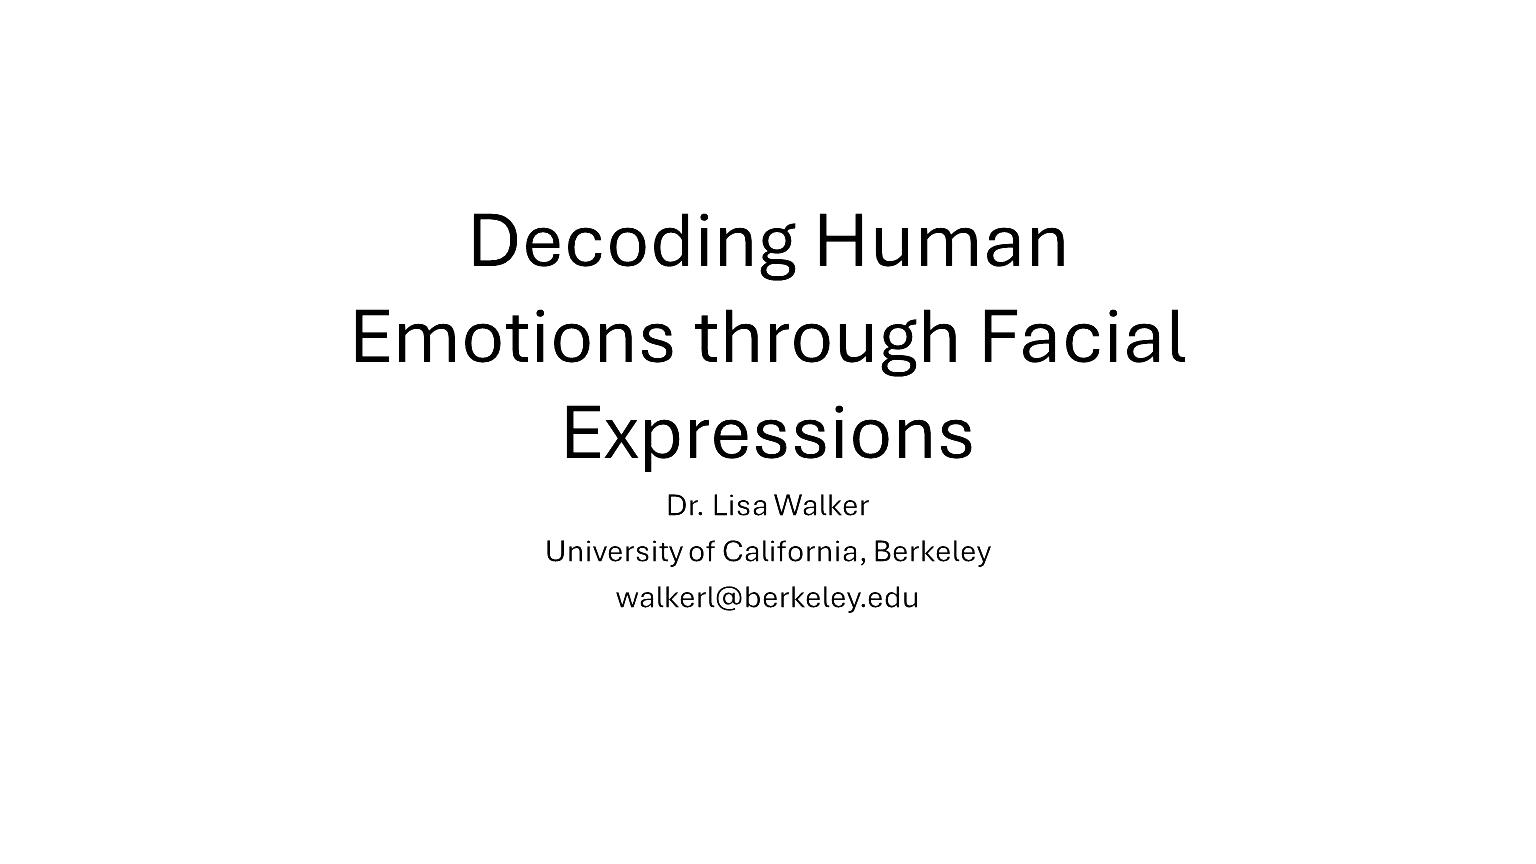 Decoding Human
Emotions through Facial
Expressions
Dr. Lisa Walker
University of California, Berkeley
walkerl@berkeley.edu